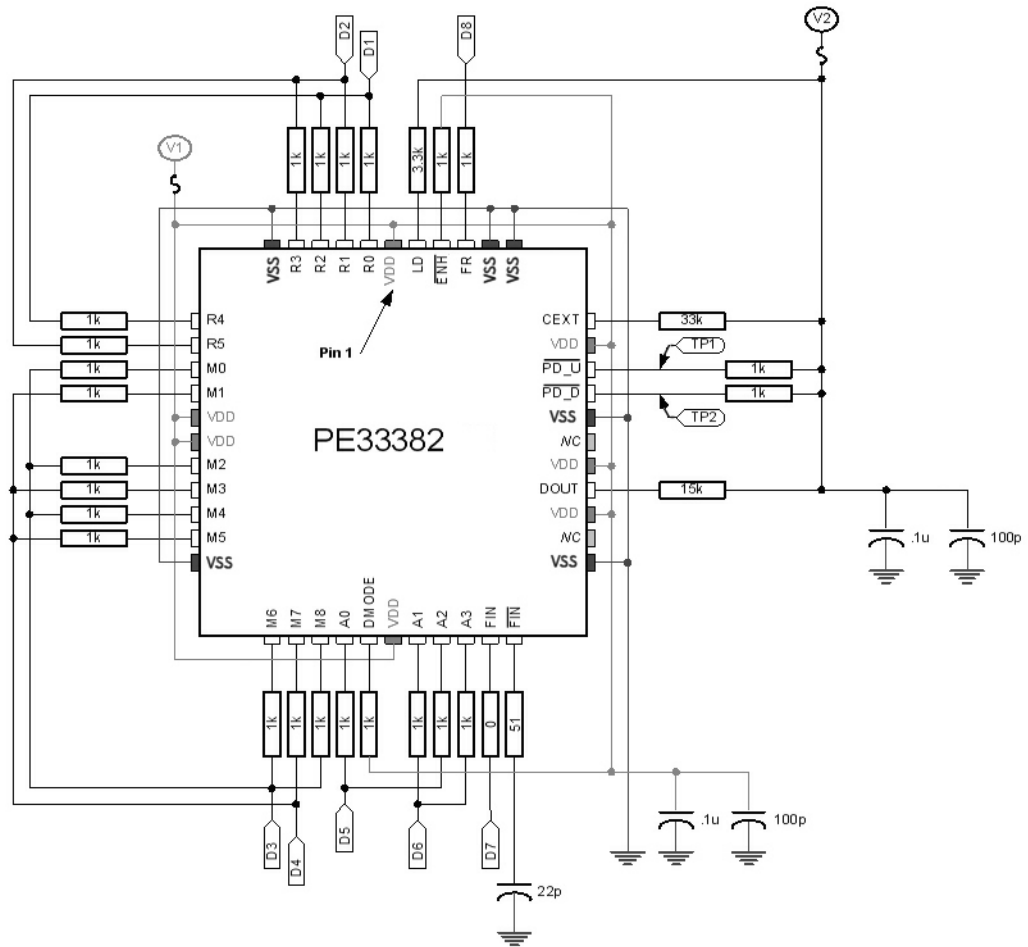 V2
D2
D1
D8
V1
1k
1k
1k
1k
3.3k
1k
1k
VSS
R3
R2
R1
R0
VDD
LD
ENH
FR
VSS
VSS
Pin 1
1k
R4
1k
R5
1k
M0
1k
M1
VDD
VDD
1k
M2
1k
M3
1k
M4
1k
M5
VSS
PE33382
CEXT
33k
VDD
TP1
PD_U
1k
PD_D
1k
VSS
TP2
NC
VDD
DOUT
15k
VDD
NC
VSS
.1u
100p
M6
M7
M8
A0
DMODE
VDD
A1
A2
A3
FIN
FIN
1k
1k
1k
1k
1k
1k
1k
1k
0
51
.1u
100p
D3
D4
D5
D6
D7
22p